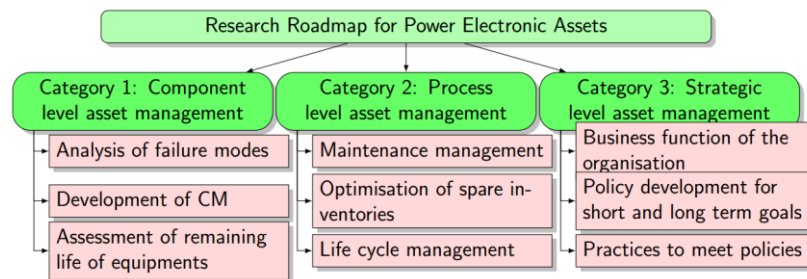 Research Roadmap for Power Electronic Assets
Category 1: Component
level asset management
Analysis of failure modes
Development of CM
Assessment of remaining
life of equipments
Category 2: Process
level asset management
Maintenance management
Optimisation of spare in-
ventories
Life cycle management
Category 3: Strategic
level asset management
Business function of the
organisation
Policy development for
short and long term goals
Practices to meet policies